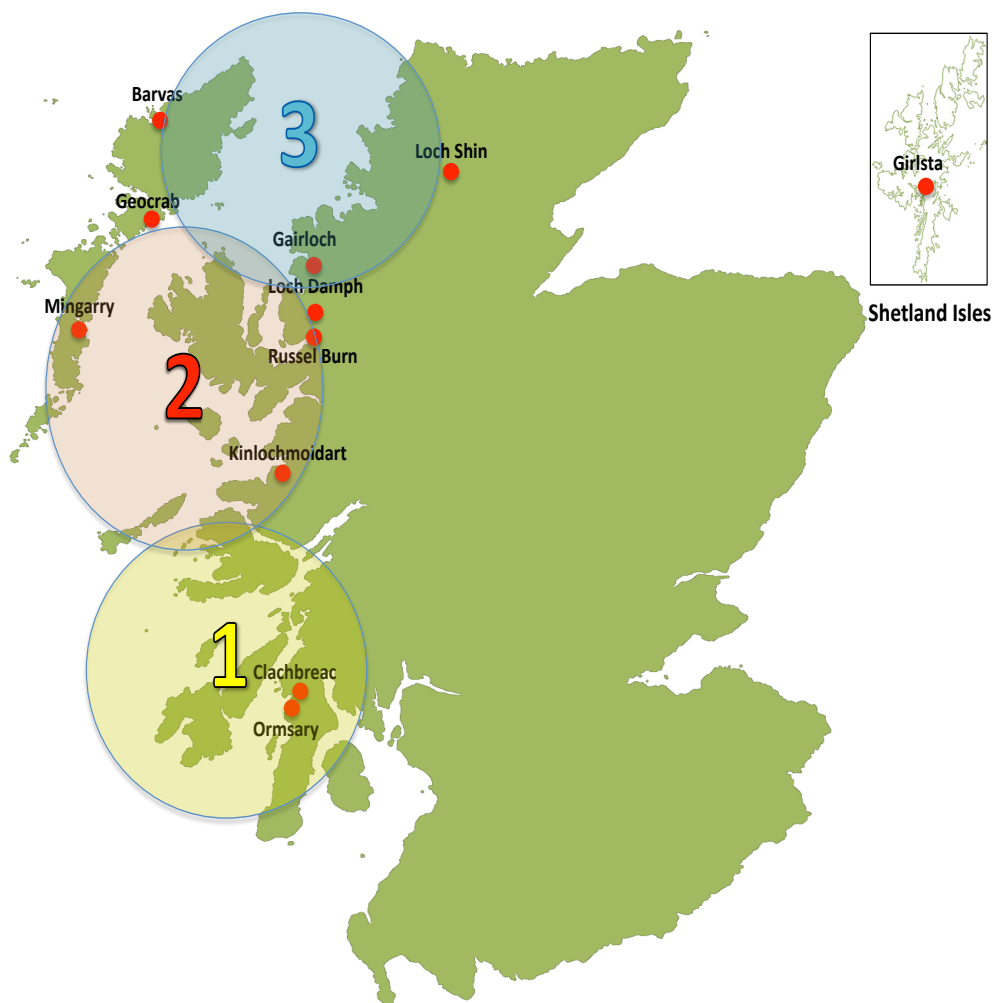 Barvas
3
Loch Shin
Girlsta
Geocrab
Gairloch
Loch Damph
Mingarry
Shetland Isles
Russel Burn
2
Kinlochmoidart
1
Clachbreac
Ormsary